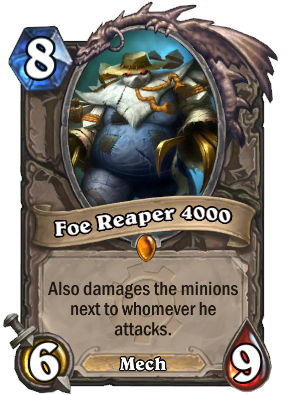 8
Foe Reaper 4000
Also damages the minions
next to whomever he
attacks.
6
Mech
9